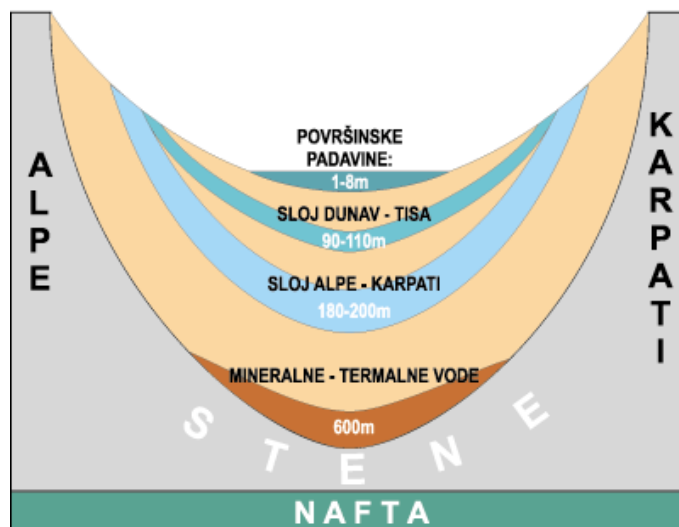 POVRŠINSKE
PADAVINE:
1-8m
SLOJ DUNAV - TISA
90-110m
SLOJ ALPE - KARPATI
180-200m
MINERALNE - TERMALNE VODE
600m
ALPE
KARPATI
STENE
NAFTA